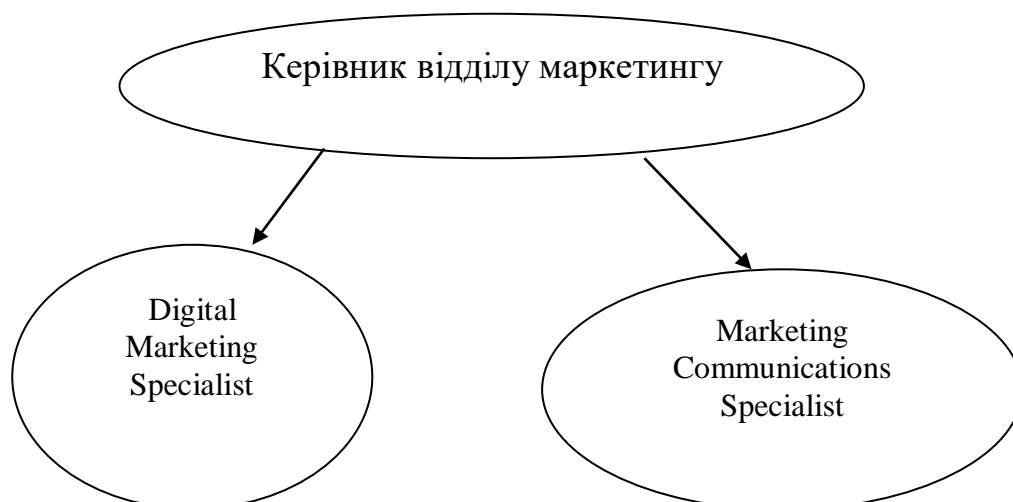 Керівник відділу маркетингу
Digital
Marketing
Specialist
Marketing
Communications
Specialist